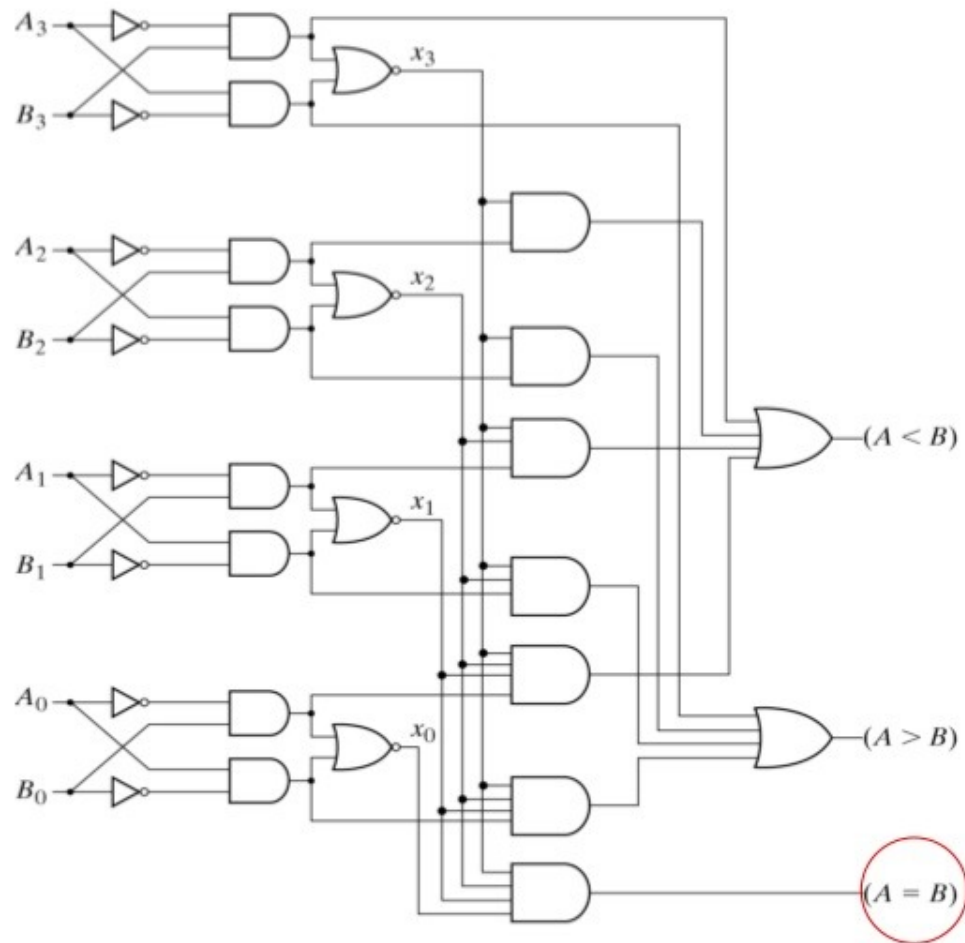 A₃
x₃
B₃
A₂
x₂
B₂
(A < B)
A₁
x₁
B₁
A₀
x₀
(A > B)
B₀
(A = B)